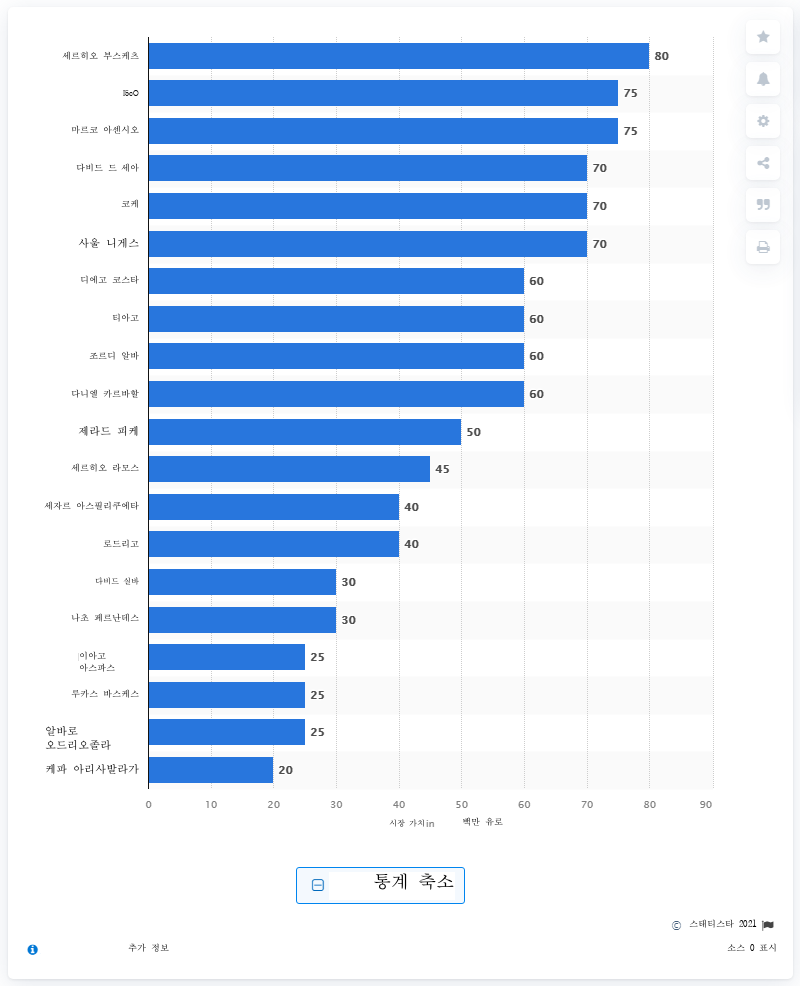 세르히오 부스케츠
80
75
마르코 아센시오
75
다비드 드 세아
70
코케
70
사울 니게스
70
디에고 코스타
60
티아고
60
조르디 알바
60
다니엘 카르바할
60
제라드 피케
50
세르히오 라모스
45
세자르 아스필리쿠에타
40
로드리고
40
다비드 실바
30
나초 페르난데스
30
이아고
아스파스
25
루카스 바스케스
25
알바로
오드리오졸라
25
케파 아리사발라가
20
0 10 20 30 40 50 60 70 80 90
시장 가치in 백만 유로
통계 축소
© 스태티스타 2021
추가 정보
소스 0 표시